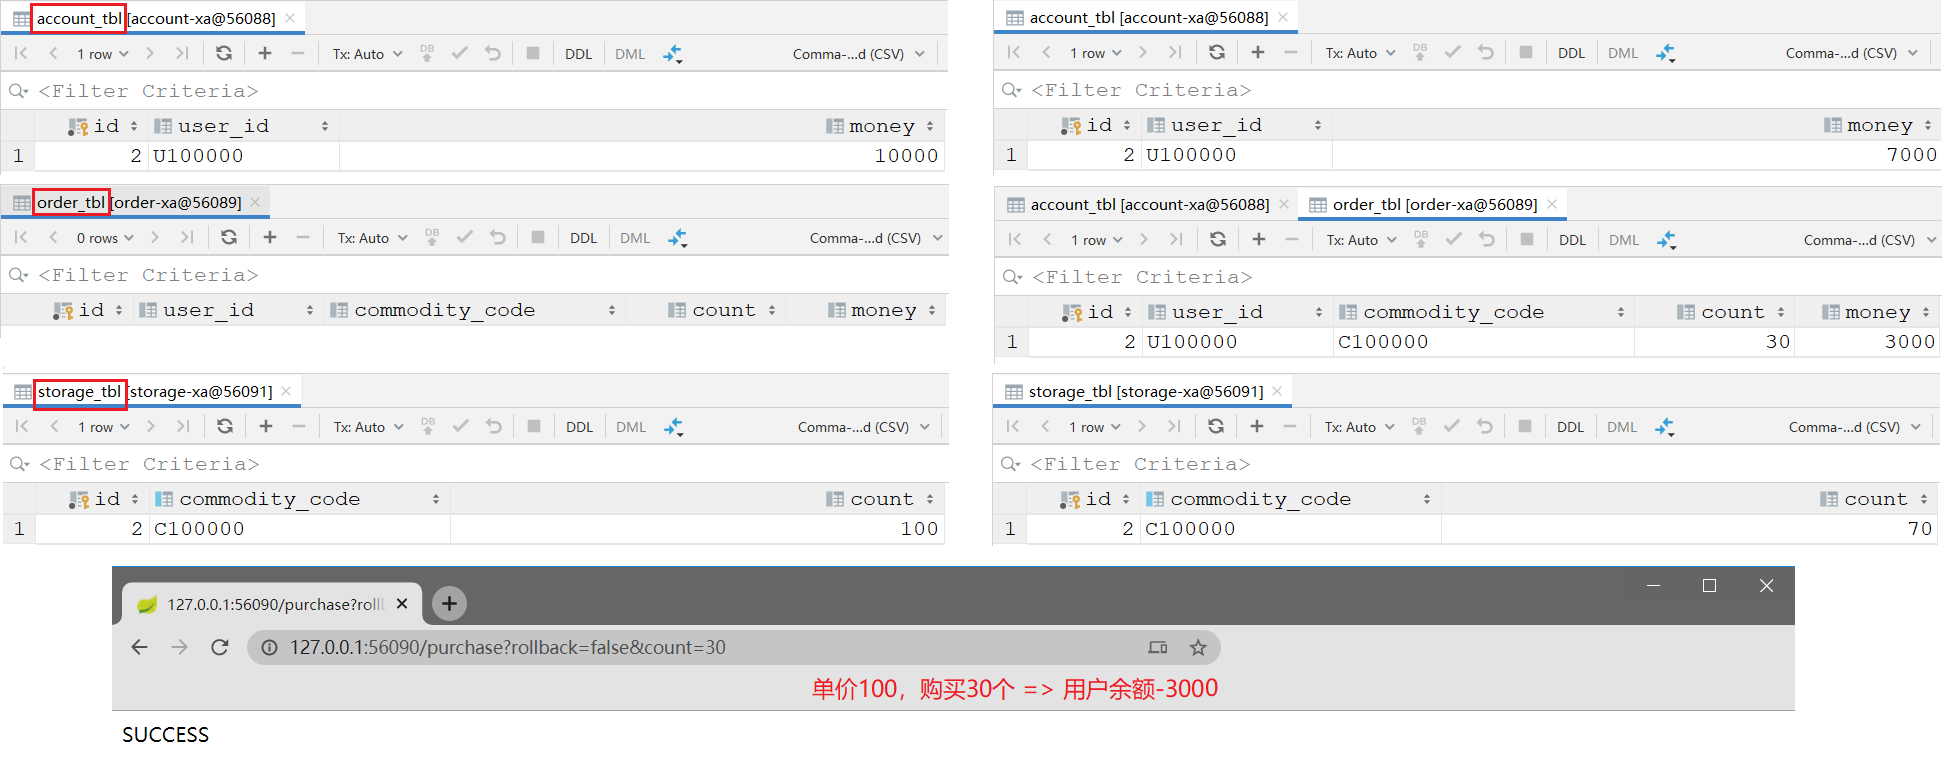 account_tbl [account-xa@56088]
1 row
Tx: Auto
DB
DDL
DML
Comma-...d (CSV)
<Filter Criteria>
id
user_id
money
1
2
U100000
10000
order_tbl [order-xa@56089]
0 rows
Tx: Auto
DB
DDL
DML
Comma-...d (CSV)
<Filter Criteria>
id
user_id
commodity_code
count
money
storage_tbl [storage-xa@56091]
1 row
Tx: Auto
DB
DDL
DML
Comma-...d (CSV)
<Filter Criteria>
id
commodity_code
count
1
2
C100000
100
account_tbl [account-xa@56088]
1 row
Tx: Auto
DB
DDL
DML
Comma-...d (CSV)
<Filter Criteria>
id
user_id
money
1
2
U100000
7000
account_tbl [account-xa@56088]
order_tbl [order-xa@56089]
1 row
Tx: Auto
DB
DDL
DML
Comma-...d (CSV)
<Filter Criteria>
id
user_id
commodity_code
count
money
1
2
U100000
C100000
30
3000
storage_tbl [storage-xa@56091]
1 row
Tx: Auto
DB
DDL
DML
Comma-...d (CSV)
<Filter Criteria>
id
commodity_code
count
1
2
C100000
70
127.0.0.1:56090/purchase?roll
127.0.0.1:56090/purchase?rollback=false&count=30
单价100，购买30个 => 用户余额-3000
SUCCESS